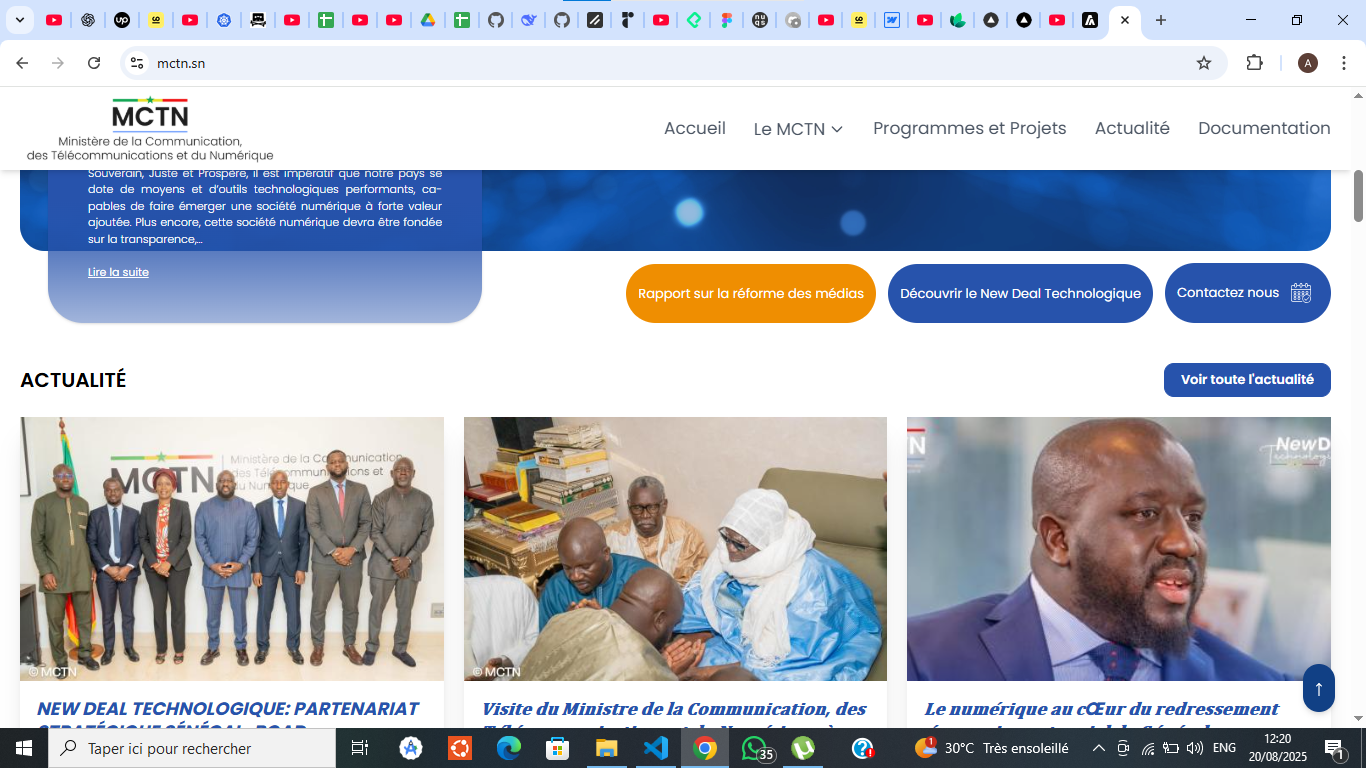 mctn.sn
A
MCTN
Ministère de la Communication,
des Télécommunications et du Numérique
Accueil
Le MCTN
Programmes et Projets
Actualité
Documentation
Souverain, Juste et Prospère, il est impératif que notre pays se
dote de moyens et d'outils technologiques performants, ca-
pables de faire émerger une société numérique à forte valeur
ajoutée. Plus encore, cette société numérique devra être fondée
sur la transparence,...
Lire la suite
Rapport sur la réforme des médias
Découvrir le New Deal Technologique
Contactez nous
ACTUALITÉ
Voir toute l'actualité
MCTN
Ministère de la Communication
des Télécommunications et
du Numérique
© MCTN
© MCTN
NewD
Technologi
NEW DEAL TECHNOLOGIQUE: PARTENARIAT
Visite du Ministre de la Communication, des
Le numérique au cŒur du redressement
↑
Taper ici pour rechercher
35
1
30°C Très ensoleillé
ENG
12:20
20/08/2025
1